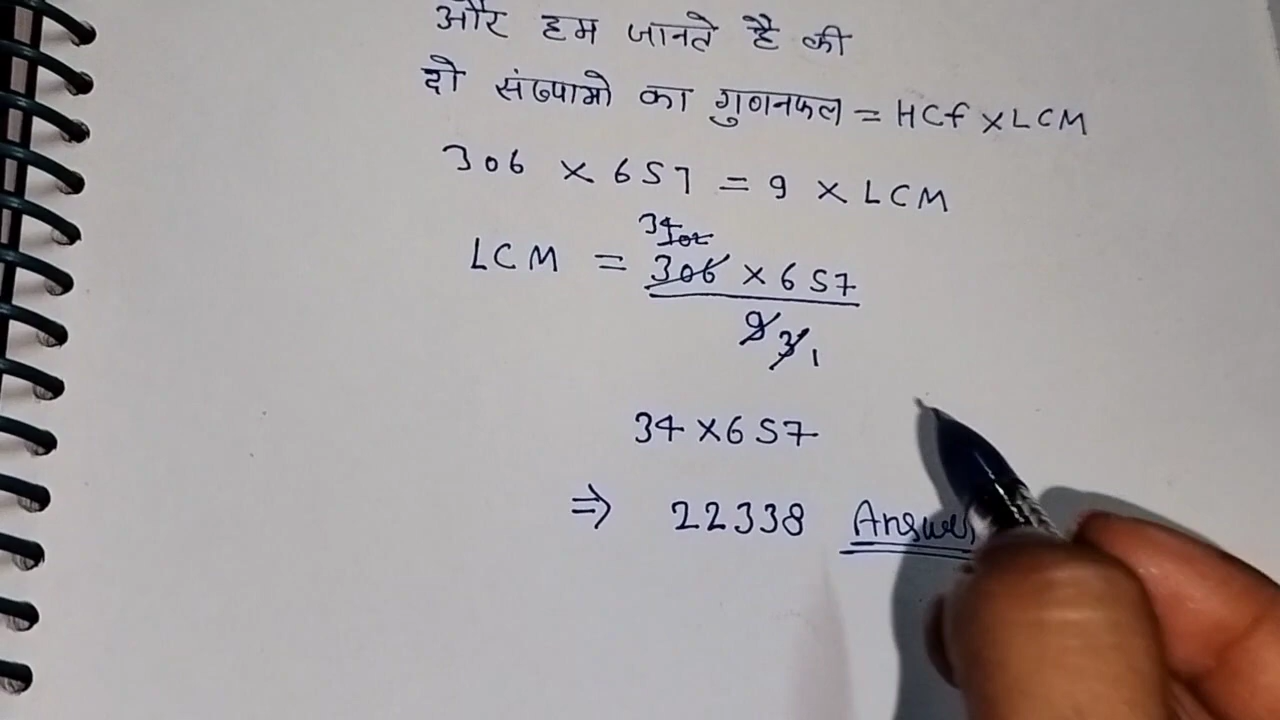 और हम जानते है की
दो संख्याओ का गुणनफल = HCf × LCM
306 × 657 = 9 × LCM
34 102
LCM = 306 × 657
9 3 1
34 × 657
⇒ 22338 Answer